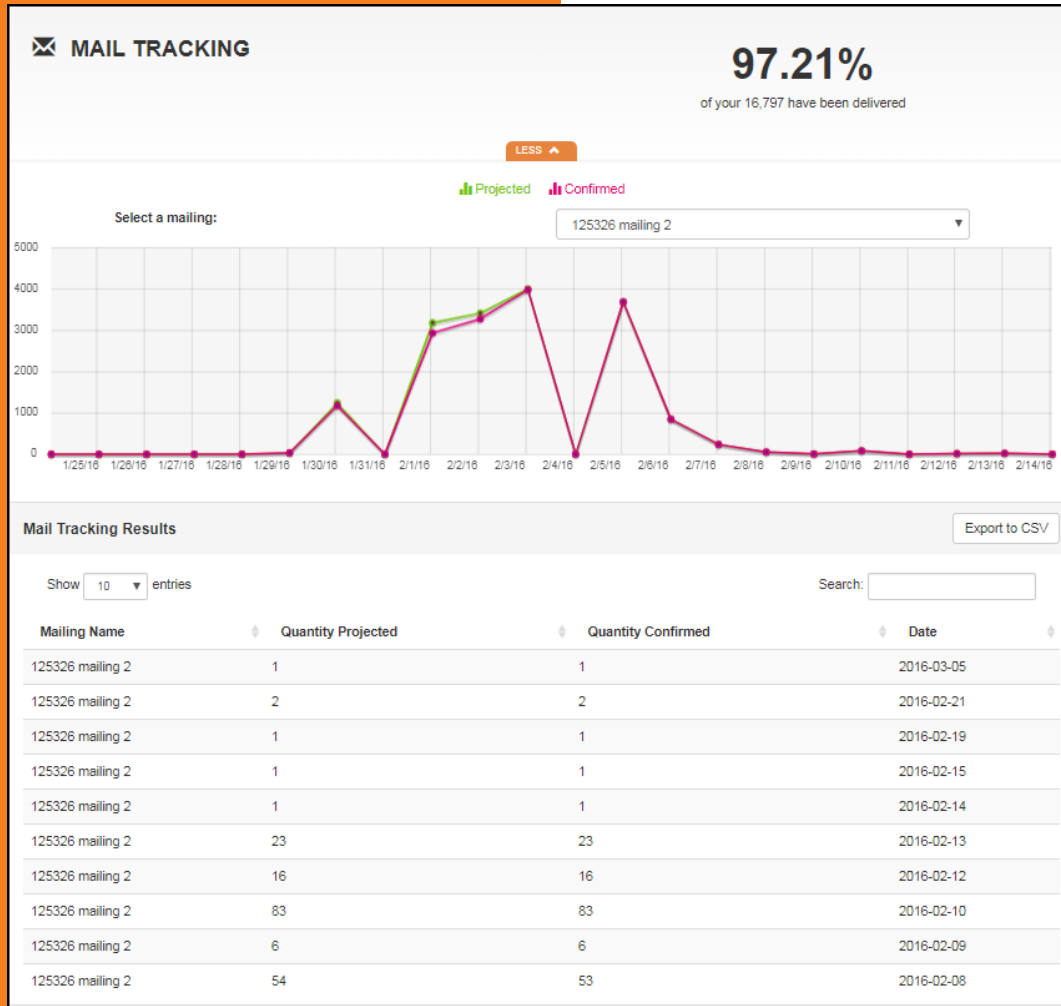 MAIL TRACKING
97.21%
of your 16,797 have been delivered
LESS
Projected Confirmed
Select a mailing: 125326 mailing 2
5000
4000
3000
2000
1000
0
1/25/16 1/26/16 1/27/16 1/28/16 1/29/16 1/30/16 1/31/16 2/1/16 2/2/16 2/3/16 2/4/16 2/5/16 2/6/16 2/7/16 2/8/16 2/9/16 2/10/16 2/11/16 2/12/16 2/13/16 2/14/16
Mail Tracking Results Export to CSV
Show 10 entries Search:
Mailing Name Quantity Projected Quantity Confirmed Date
125326 mailing 2 1 1 2016-03-05
125326 mailing 2 2 2 2016-02-21
125326 mailing 2 1 1 2016-02-19
125326 mailing 2 1 1 2016-02-15
125326 mailing 2 1 1 2016-02-14
125326 mailing 2 23 23 2016-02-13
125326 mailing 2 16 16 2016-02-12
125326 mailing 2 83 83 2016-02-10
125326 mailing 2 6 6 2016-02-09
125326 mailing 2 54 53 2016-02-08